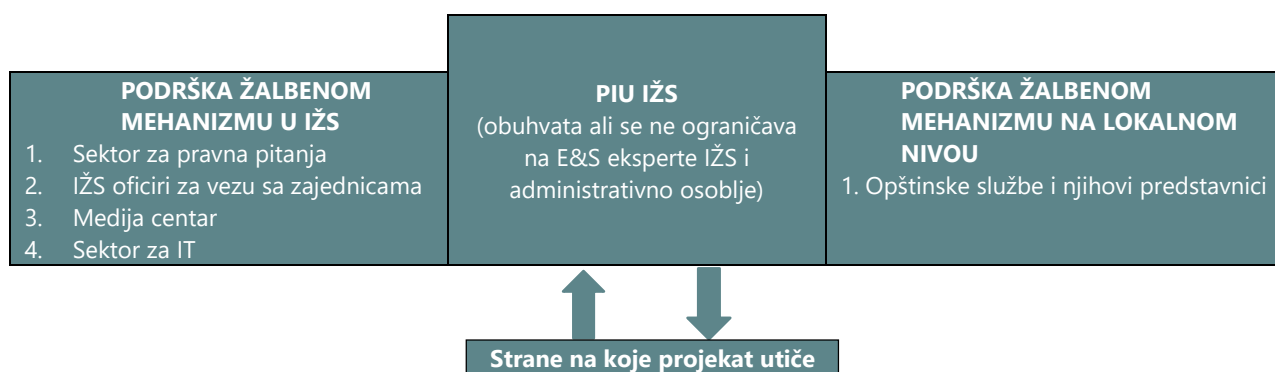 PODRŠKA ŽALBENOM
MEHANIZMU U IŽS
1. Sektor za pravna pitanja
2. IŽS oficiri za vezu sa zajednicama
3. Medija centar
4. Sektor za IT
PIU IŽS
(obuhvata ali se ne ograničava
na E&S eksperte IŽS i
administrativno osoblje)
PODRŠKA ŽALBENOM
MEHANIZMU NA LOKALNOM
NIVOU
1. Opštinske službe i njihovi predstavnici
Strane na koje projekat utiče